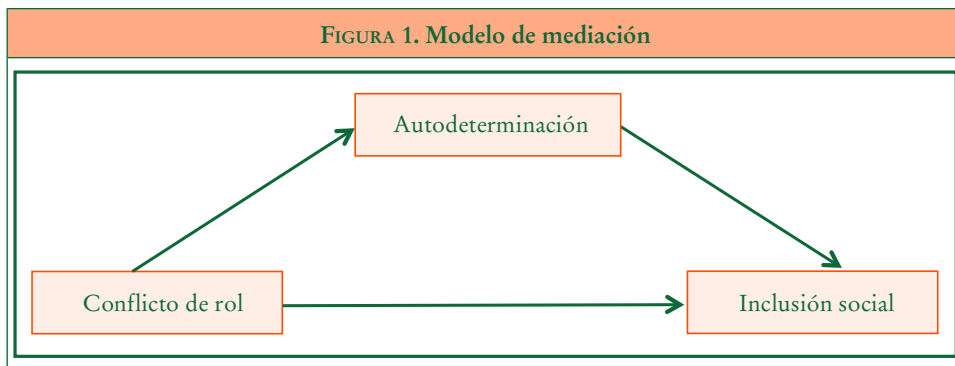 FIGURA 1. Modelo de mediación
Autodeterminación
Conflicto de rol
Inclusión social